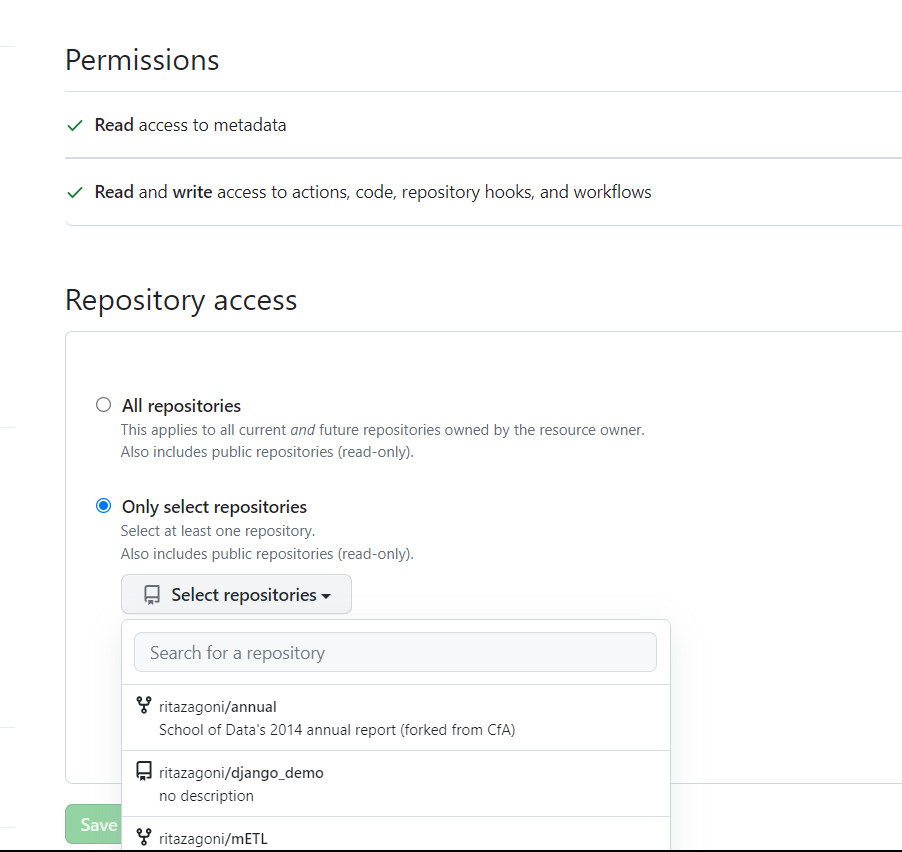 Permissions
Read access to metadata
Read and write access to actions, code, repository hooks, and workflows
Repository access
All repositories
This applies to all current and future repositories owned by the resource owner.
Also includes public repositories (read-only).
Only select repositories
Select at least one repository.
Also includes public repositories (read-only).
Select repositories
Search for a repository
ritazagoni/annual
School of Data's 2014 annual report (forked from CfA)
ritazagoni/django_demo
no description
Save
ritazagoni/mETL